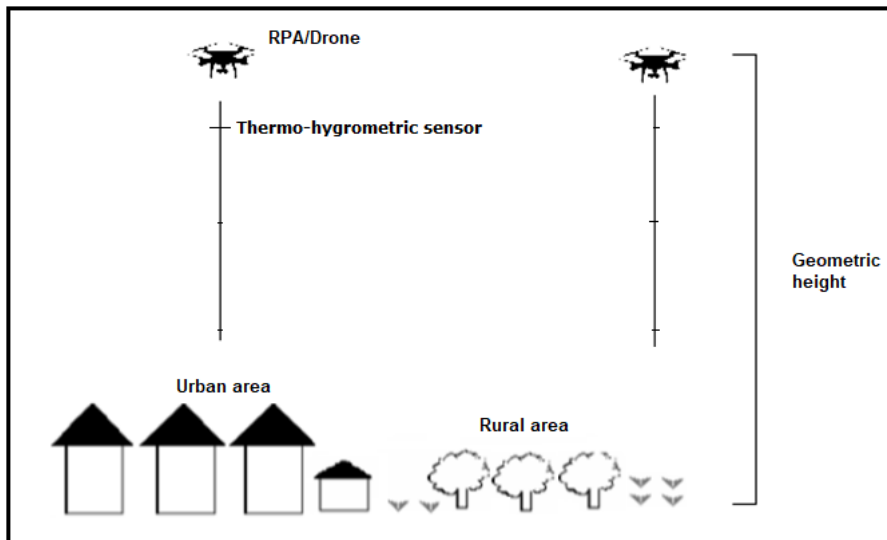 RPA/Drone
Thermo-hygrometric sensor
Geometric
height
Urban area
Rural area